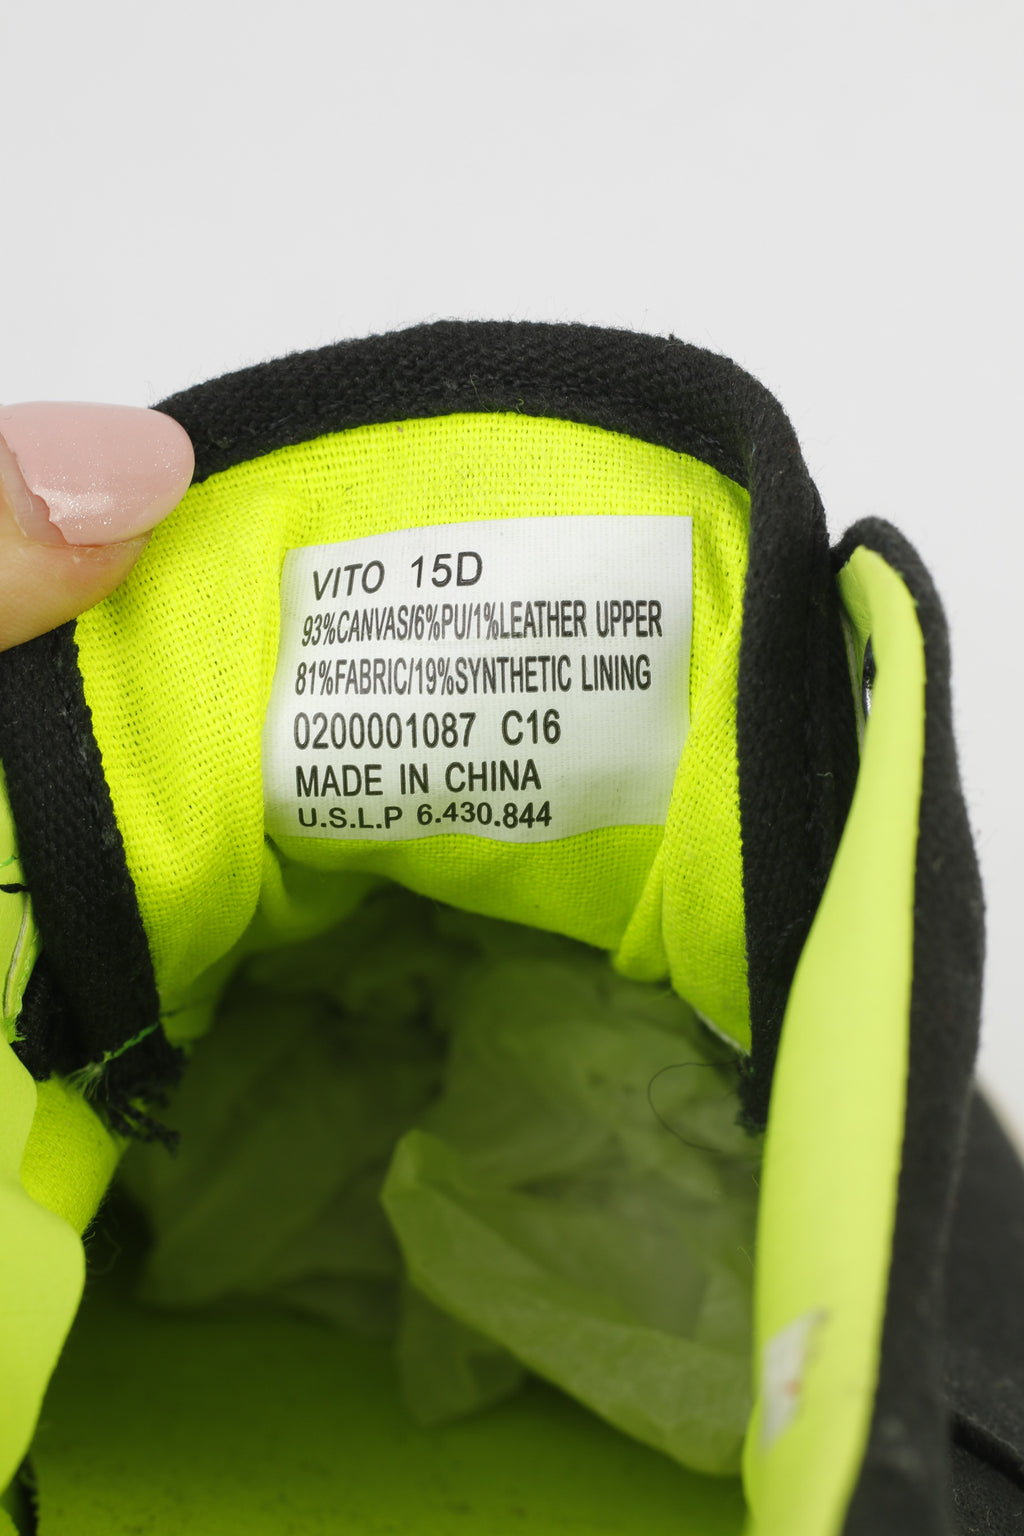 VITO 15D
93%CANVAS/6%PU/1%LEATHER UPPER
81%FABRIC/19%SYNTHETIC LINING
0200001087 C16
MADE IN CHINA
U.S.L.P 6.430.844